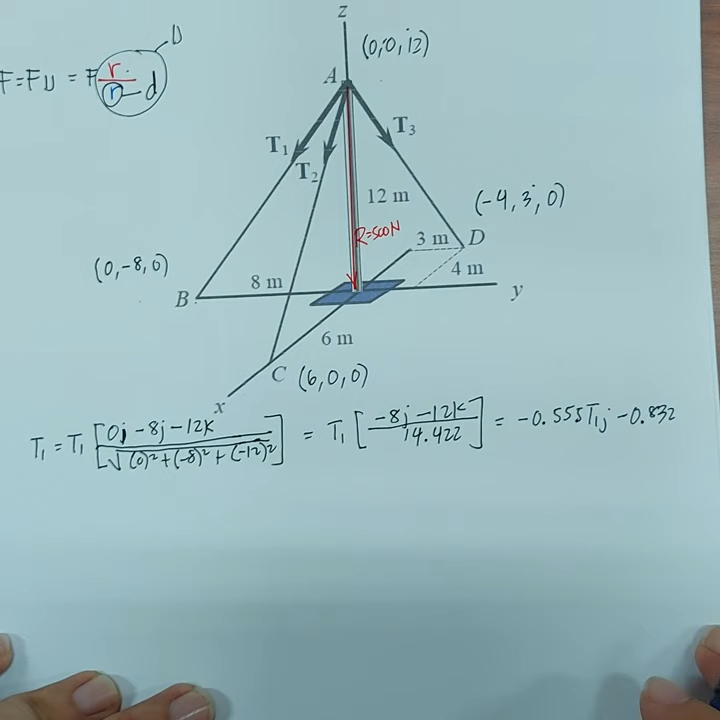 z
(0,0,12)
U
F=FU = F r/r d
A
T₁
T₂
T₃
12 m
(-4, 3, 0)
R=500N
3 m
D
(0,-8,0)
8 m
4 m
B
y
6 m
C (6,0,0)
x
T₁ = T₁ [0j -8j -12k / √(0)²+(-8)²+(-12)²] = T₁ [-8j -12k / 14.422] = -0.555T₁j -0.832